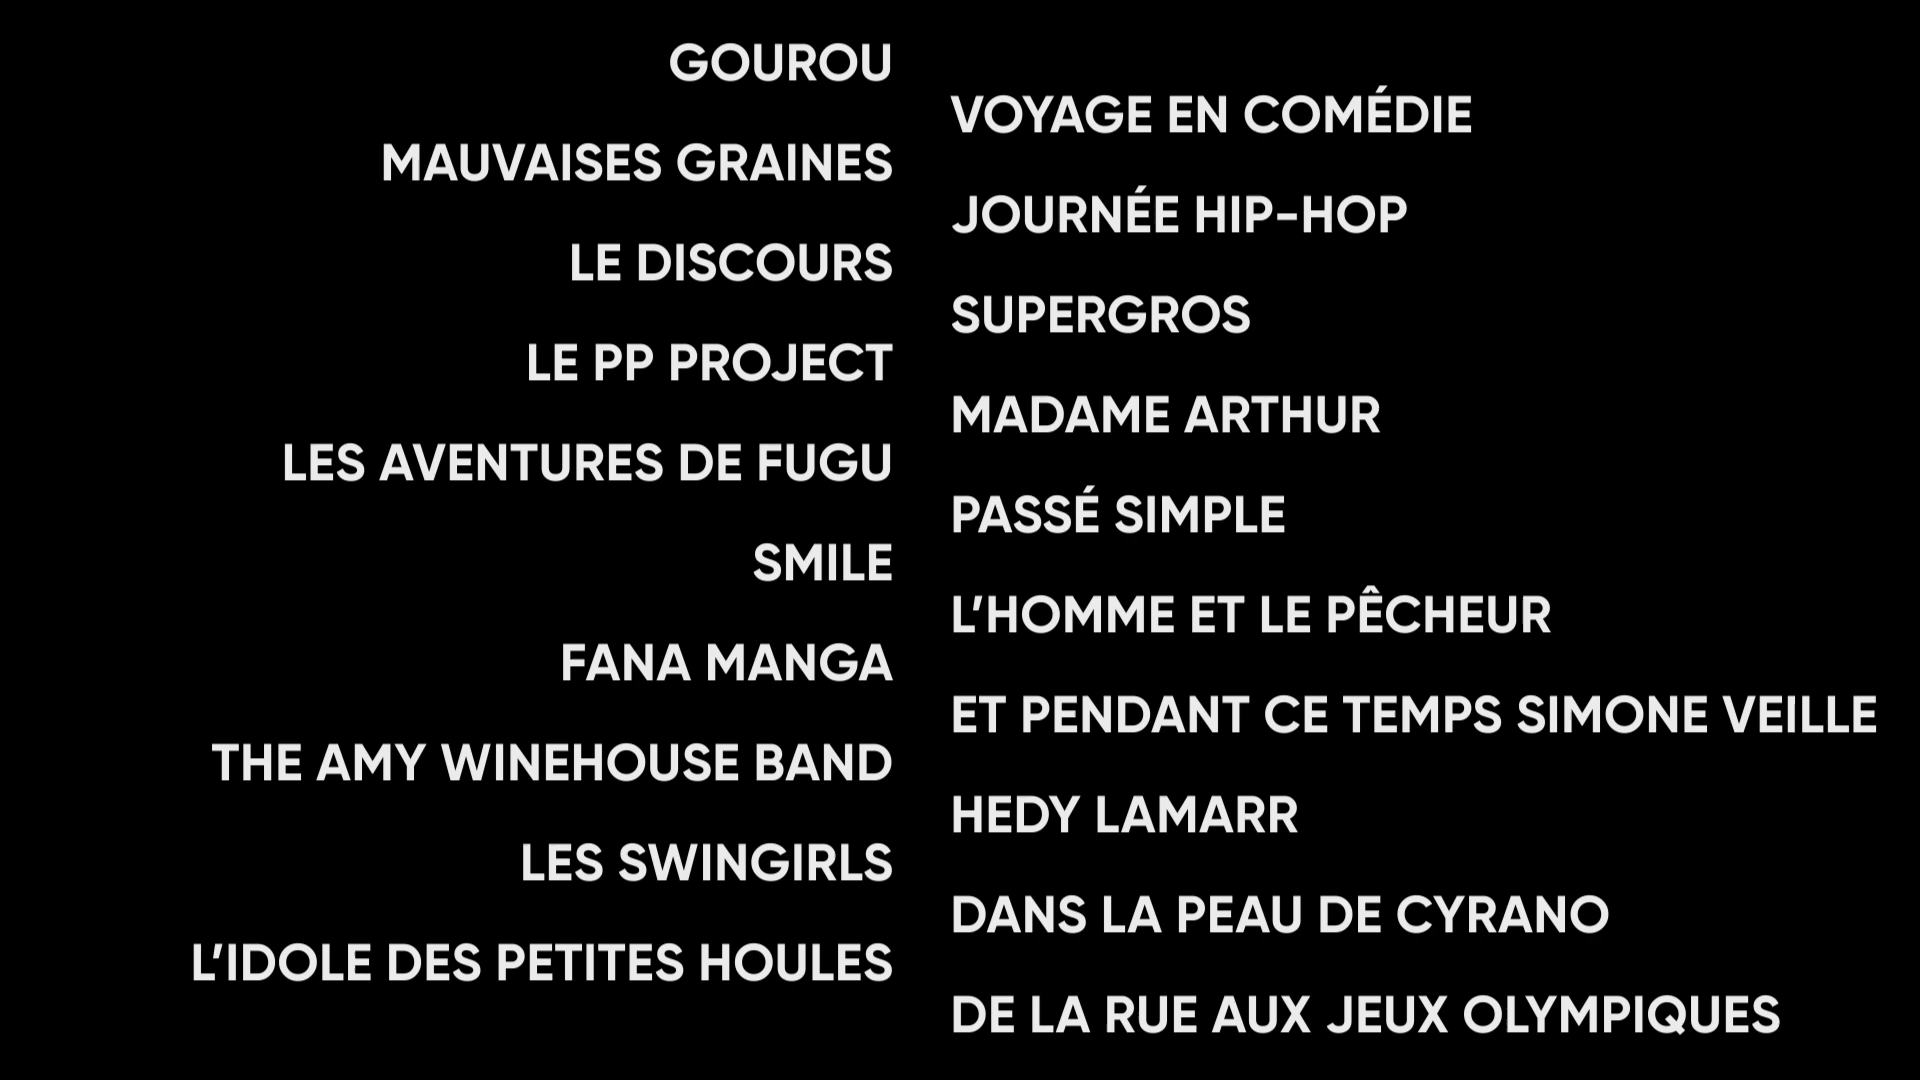 GOUROU
VOYAGE EN COMÉDIE
MAUVAISES GRAINES
JOURNÉE HIP-HOP
LE DISCOURS
SUPERGROS
LE PP PROJECT
MADAME ARTHUR
LES AVENTURES DE FUGU
PASSÉ SIMPLE
SMILE
L’HOMME ET LE PÊCHEUR
FANA MANGA
ET PENDANT CE TEMPS SIMONE VEILLE
THE AMY WINEHOUSE BAND
HEDY LAMARR
LES SWINGIRLS
DANS LA PEAU DE CYRANO
L’IDOLE DES PETITES HOULES
DE LA RUE AUX JEUX OLYMPIQUES